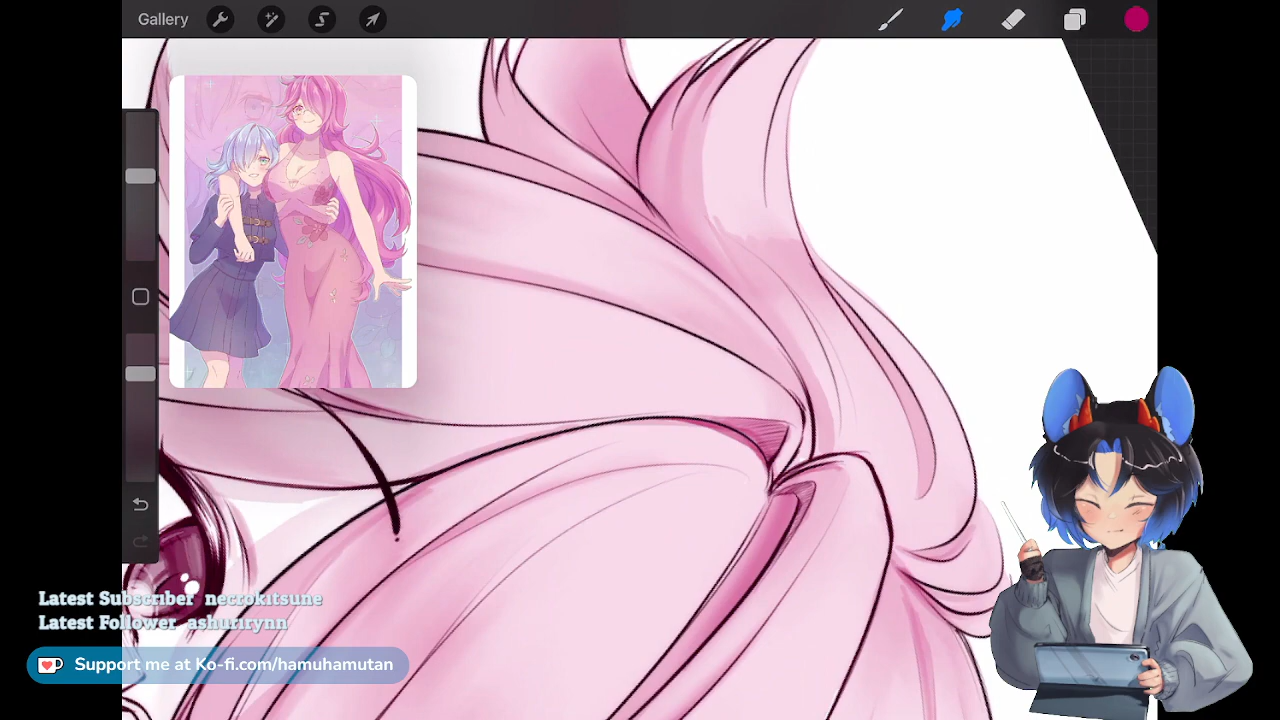 Gallery
Latest Subscriber necrokitsune
Latest Follower ashurirynn
Support me at Ko-fi.com/hamuhamutan